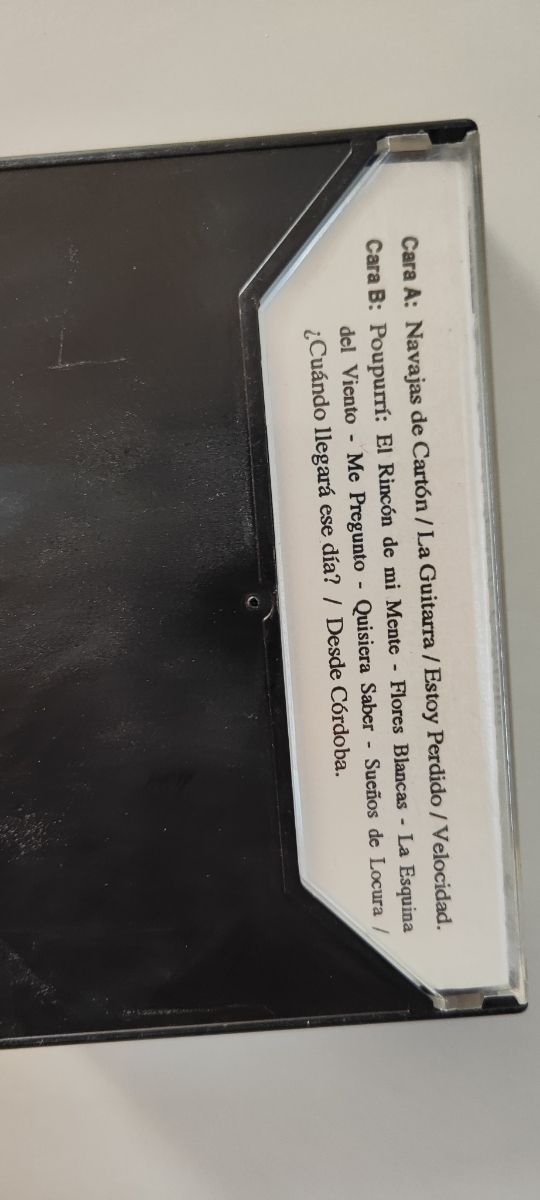 Cara A: Navajas de Cartón / La Guitarra / Estoy Perdido / Velocidad.
Cara B: Poupurrí: El Rincón de mi Mente - Flores Blancas - La Esquina
del Viento - Me Pregunto - Quisiera Saber - Sueños de Locura /
¿Cuándo llegará ese día? / Desde Córdoba.